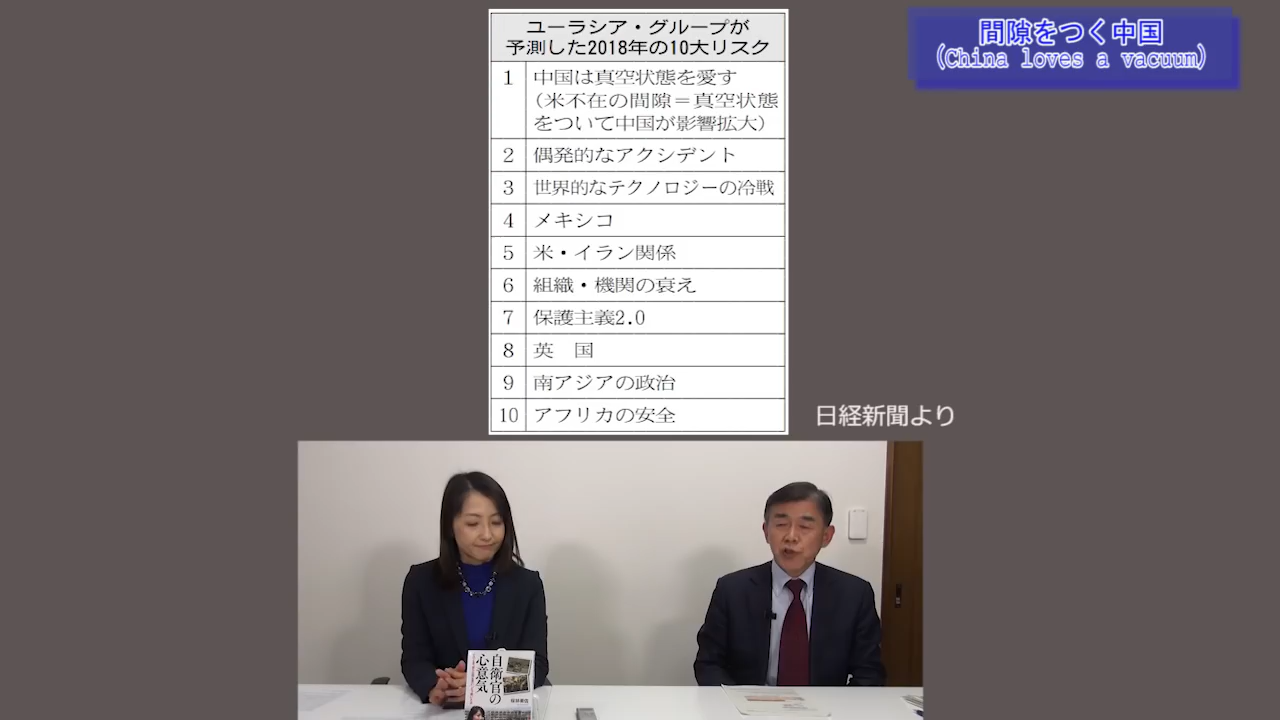 ユーラシア・グループが
予測した2018年の10大リスク
1 中国は真空状態を愛す
(米不在の間隙＝真空状態
をついて中国が影響拡大)
2 偶発的なアクシデント
3 世界的なテクノロジーの冷戦
4 メキシコ
5 米・イラン関係
6 組織・機関の衰え
7 保護主義2.0
8 英　国
9 南アジアの政治
10 アフリカの安全
間隙をつく中国
(China loves a vacuum)
日経新聞より
自衛官の
心意気
桜林美佐